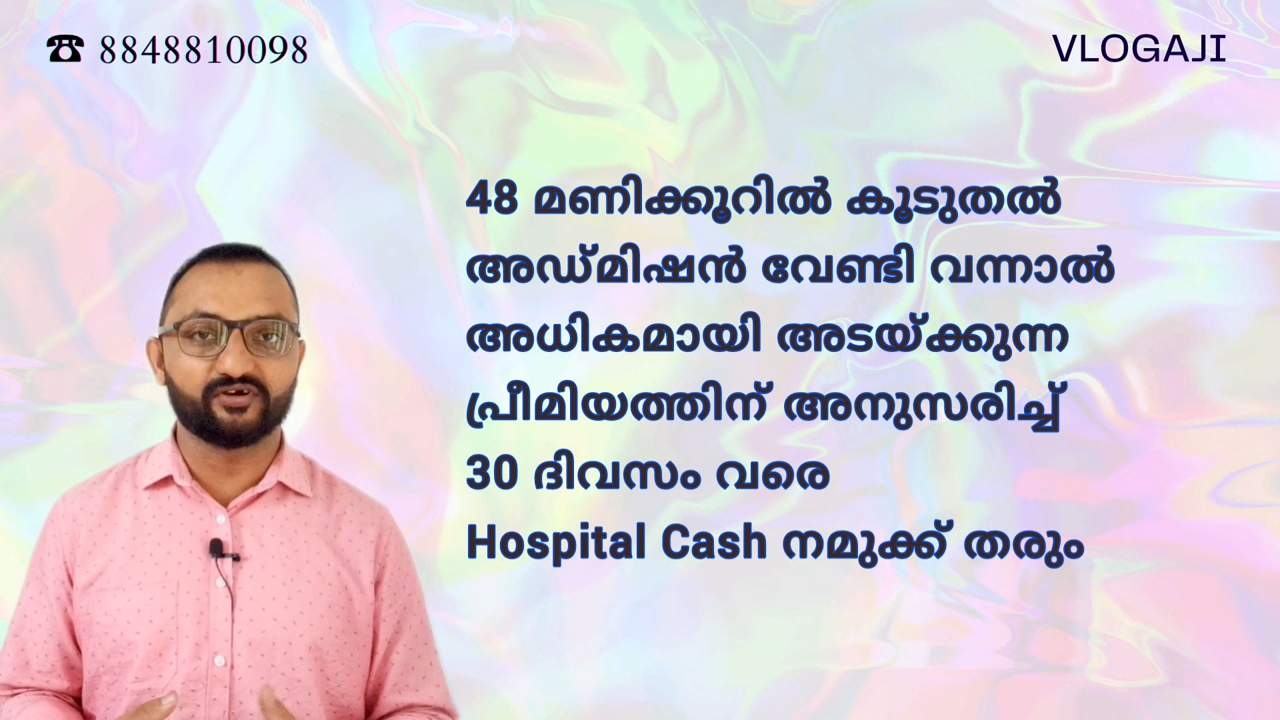 ☎ 8848810098
VLOGAJI
48 മണിക്കൂറിൽ കൂടുതൽ
അഡ്മിഷൻ വേണ്ടി വന്നാൽ
അധികമായി അടയ്ക്കുന്ന
പ്രീമിയത്തിന് അനുസരിച്ച്
30 ദിവസം വരെ
Hospital Cash നമുക്ക് തരും